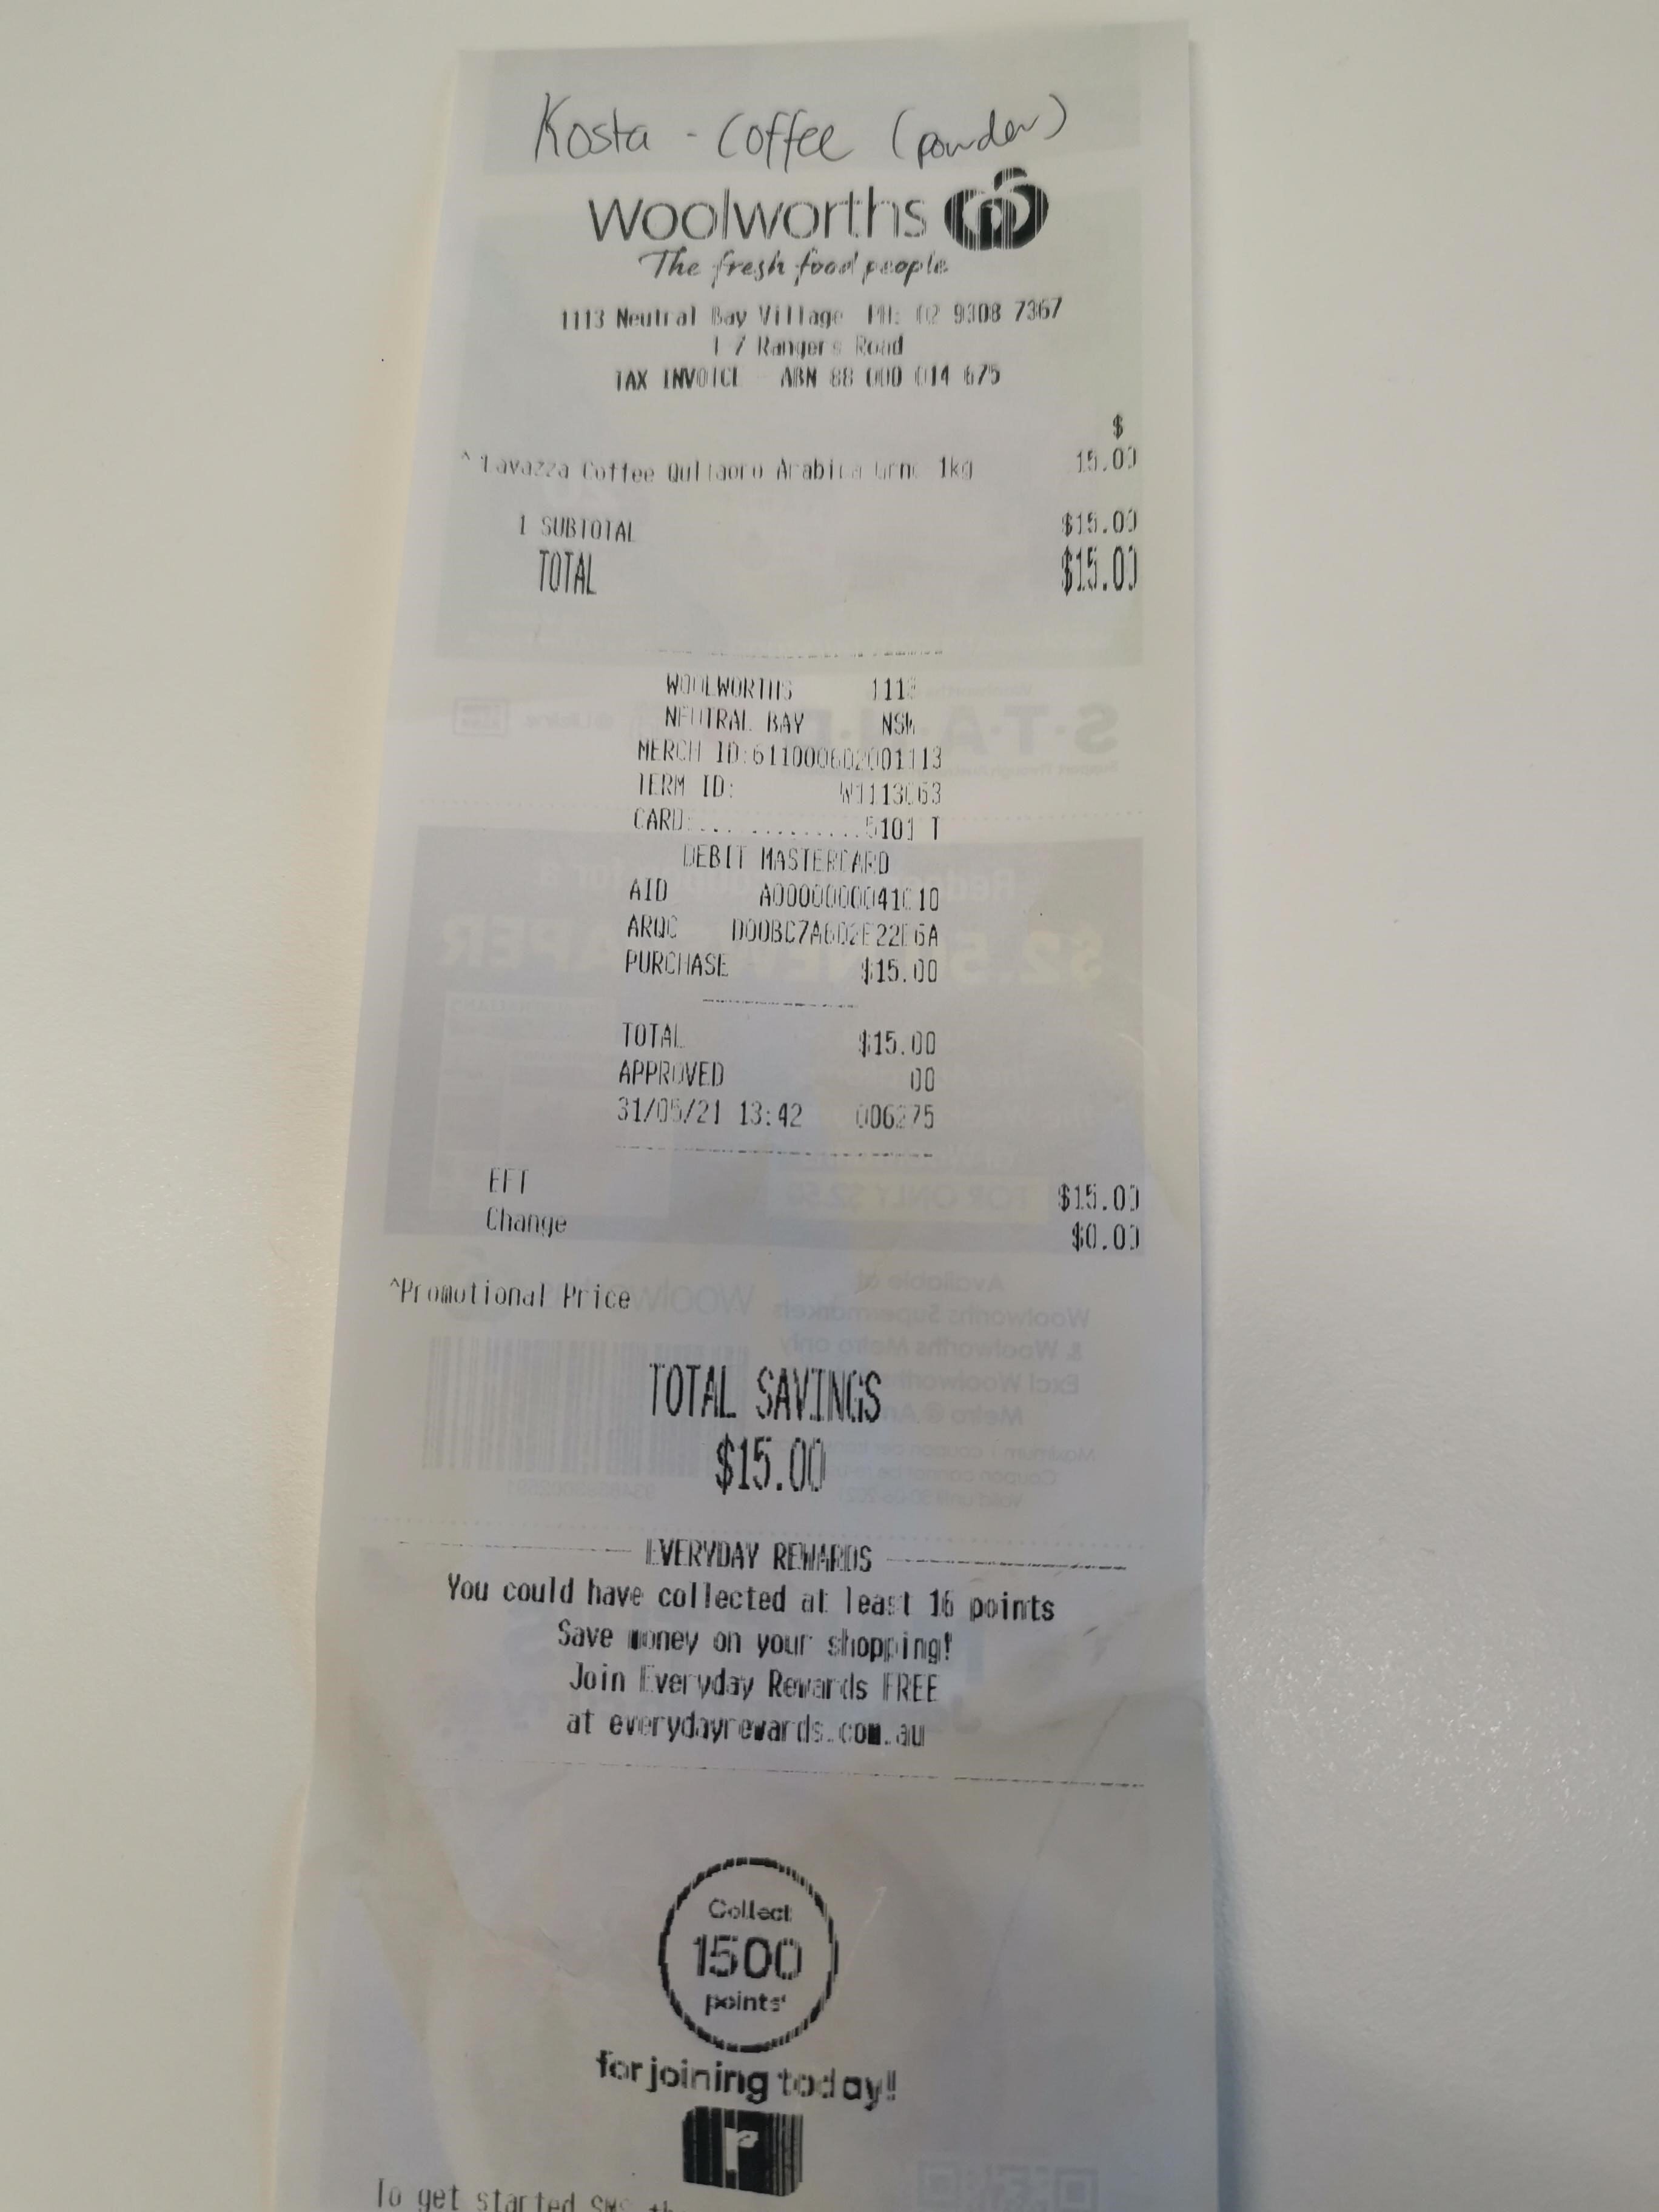 Kosta - Coffee (powder)
Woolworths
The fresh food people
1113 Neutral Bay Village PH: 02 9308 7367
1-7 Rangers Road
TAX INVOICE ABN 88 000 014 675
$
^ Lavazza Coffee Quliaoro Arabica Grnd 1kg 15.00
1 SUBTOTAL $15.00
TOTAL $15.00
WOOLWORTHS 1113
NEUTRAL BAY NSW
MERCH ID:611000602001113
TERM ID: W1113063
CARD:..............5101 T
DEBIT MASTERCARD
AID A0000000041010
ARQC
PURCHASE $15.00
TOTAL $15.00
APPROVED 00
31/05/21 13:42 006275
EFT $15.00
Change $0.00
^Promotional Price
TOTAL SAVINGS
$15.00
EVERYDAY REWARDS
You could have collected at least 16 points
Save money on your shopping!
Join Everyday Rewards FREE
at everydayrewards.com.au
Collect
1500
points
for joining today!
To get started SMS